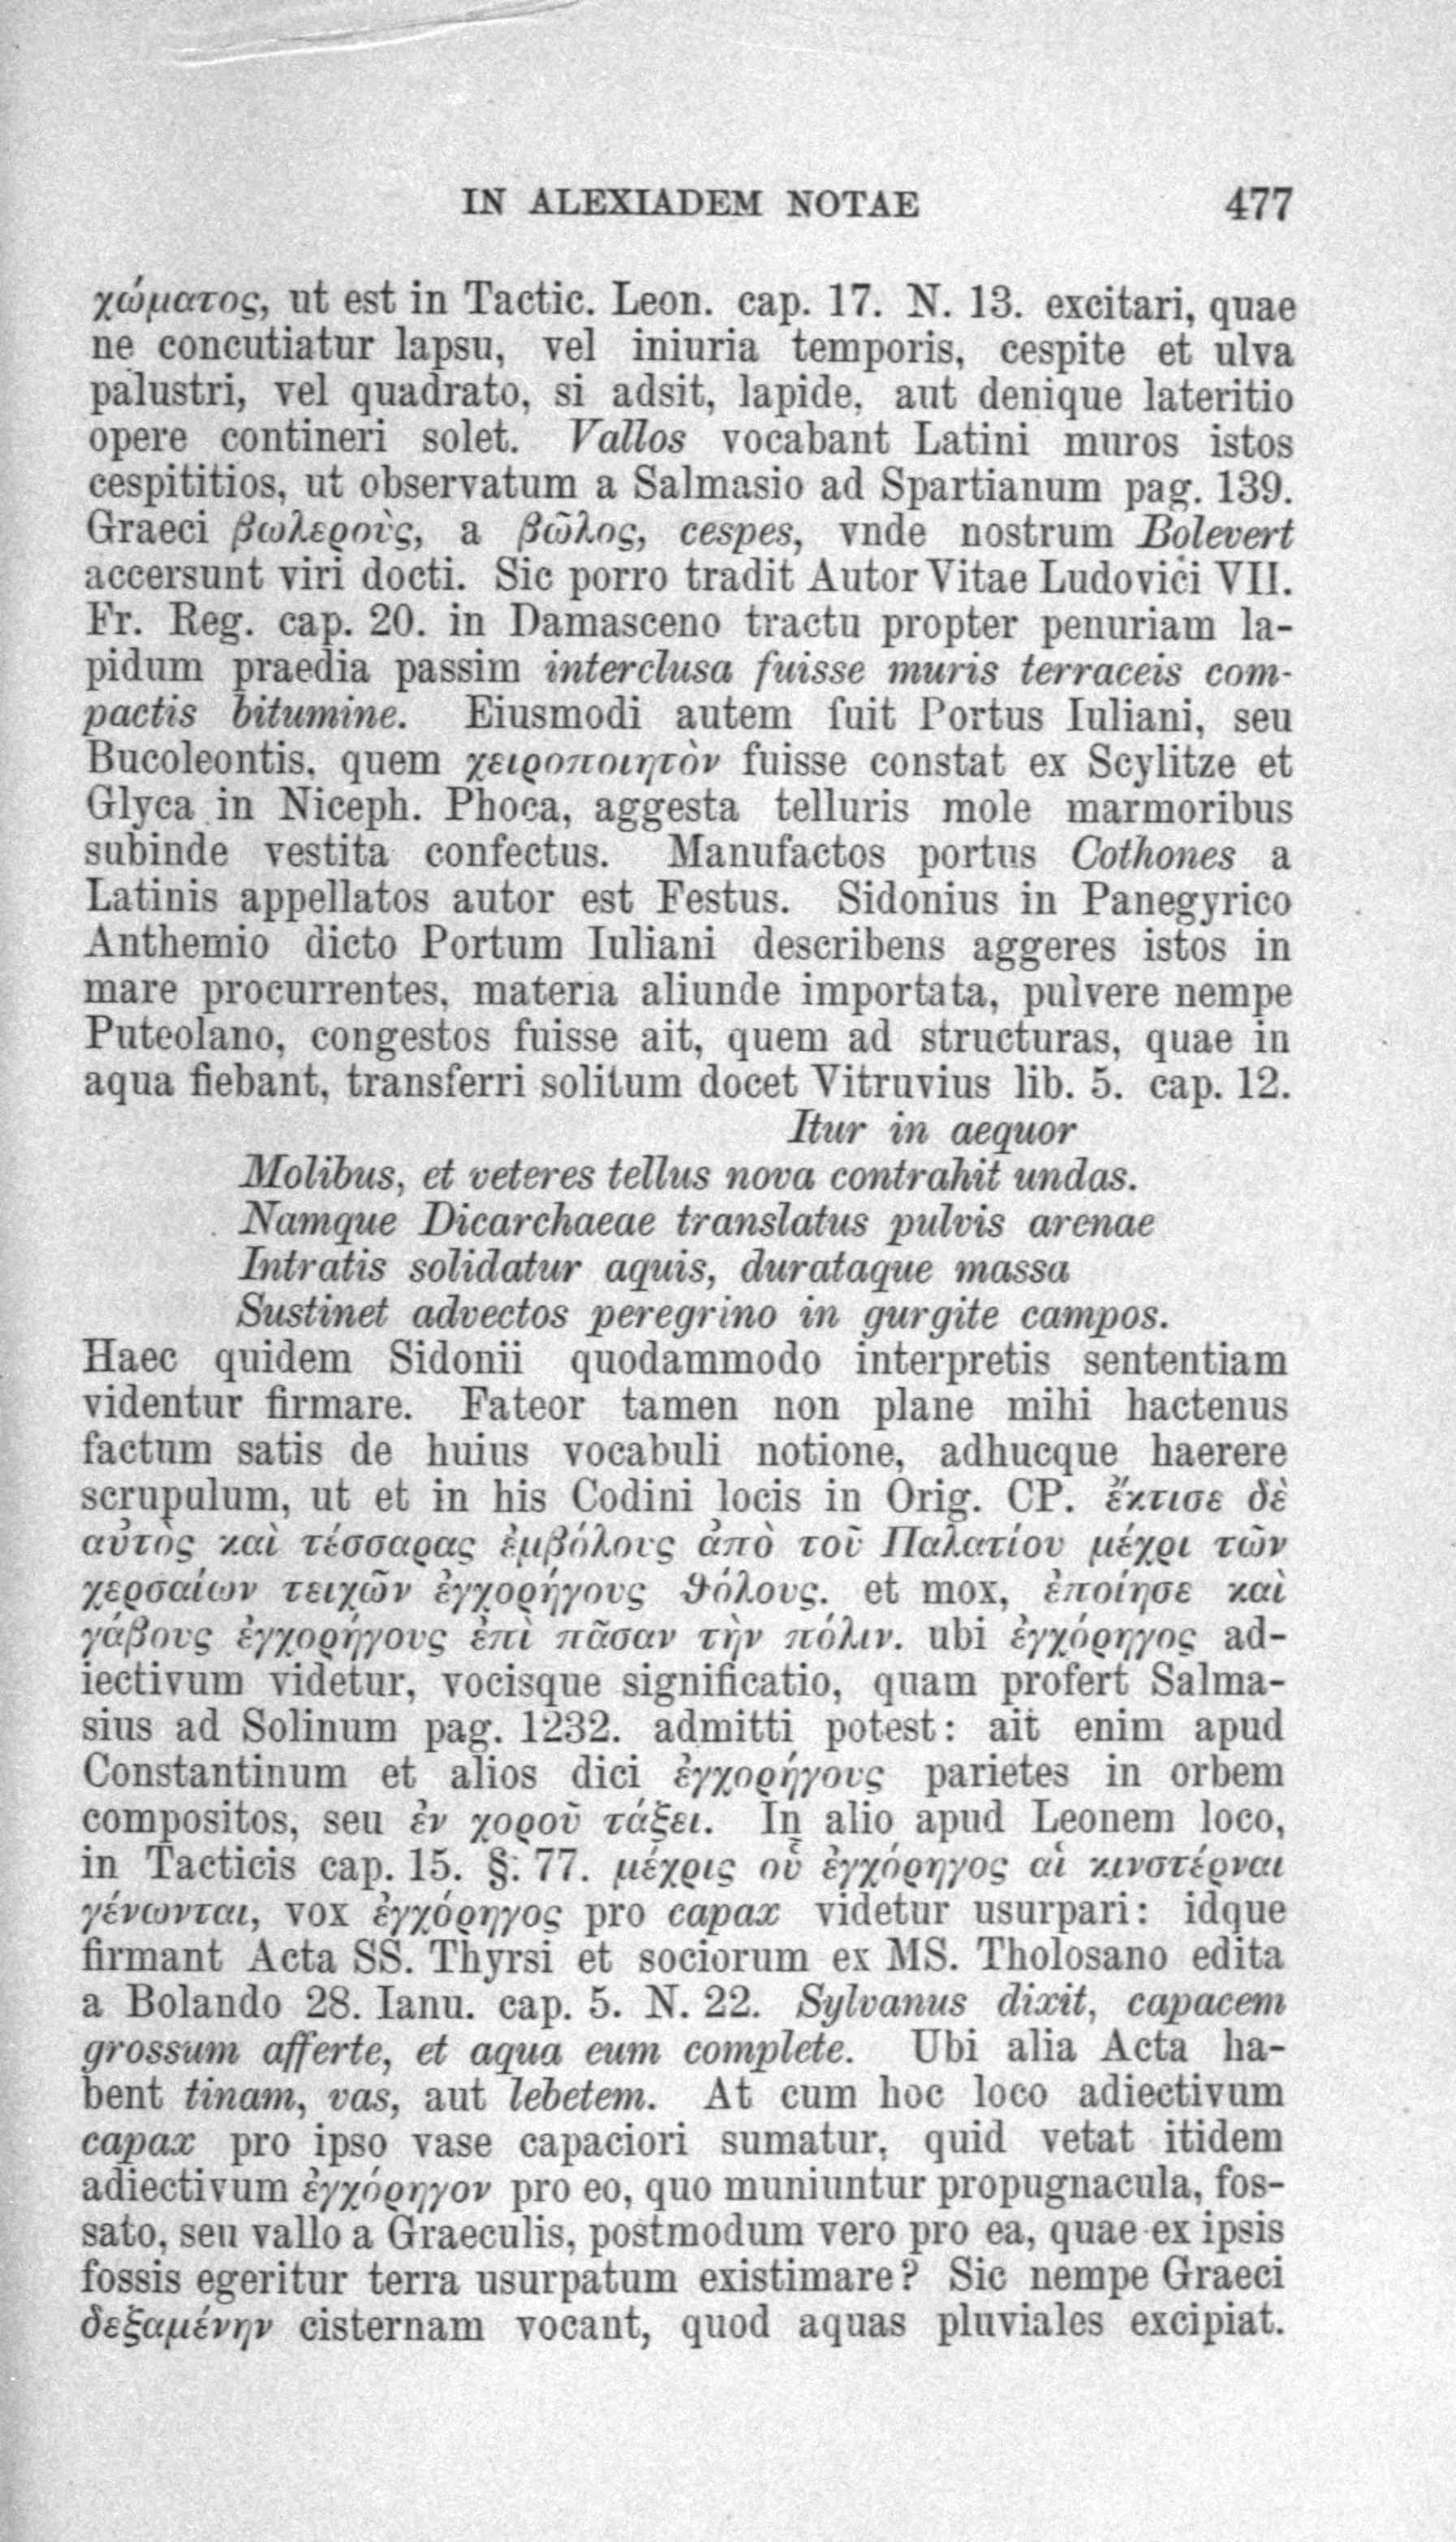 IN ALEXIADEM NOTAE 477
χώματος, ut est in Tactic. Leon. cap. 17. N. 13. excitari, quae
ne concutiatur lapsu, vel iniuria temporis, cespite et ulva
palustri, vel quadrato, si adsit, lapide, aut denique lateritio
opere contineri solet. Vallos vocabant Latini muros istos
cespititios, ut observatum a Salmasio ad Spartianum pag. 139.
Graeci βωλεροὺς, a βῶλος, cespes, vnde nostrum Bolevert
accersunt viri docti. Sic porro tradit Autor Vitae Ludovici VII.
Fr. Reg. cap. 20. in Damasceno tractu propter penuriam la-
pidum praedia passim interclusa fuisse muris terraceis com-
pactis bitumine. Eiusmodi autem fuit Portus Iuliani, seu
Bucoleontis, quem χειροποιητὸν fuisse constat ex Scylitze et
Glyca in Niceph. Phoca, aggesta telluris mole marmoribus
subinde vestita confectus. Manufactos portus Cothones a
Latinis appellatos autor est Festus. Sidonius in Panegyrico
Anthemio dicto Portum Iuliani describens aggeres istos in
mare procurrentes, materia aliunde importata, pulvere nempe
Puteolano, congestos fuisse ait, quem ad structuras, quae in
aqua fiebant, transferri solitum docet Vitruvius lib. 5. cap. 12.
Itur in aequor
Molibus, et veteres tellus nova contrahit undas.
Namque Dicarchaeae translatus pulvis arenae
Intratis solidatur aquis, durataque massa
Sustinet advectos peregrino in gurgite campos.
Haec quidem Sidonii quodammodo interpretis sententiam
videntur firmare. Fateor tamen non plane mihi hactenus
factum satis de huius vocabuli notione, adhucque haerere
scrupulum, ut et in his Codini locis in Orig. CP. ἔκτισε δὲ
αὐτὸς καὶ τέσσαρας ἐμβόλους ἀπὸ τοῦ Παλατίου μέχρι τῶν
χερσαίων τειχῶν ἐγχορήγους θόλους. et mox, ἐποίησε καὶ
γάβους ἐγχορήγους ἐπὶ πᾶσαν τὴν πόλιν. ubi ἐγχόρηγος ad-
iectivum videtur, vocisque significatio, quam profert Salma-
sius ad Solinum pag. 1232. admitti potest: ait enim apud
Constantinum et alios dici ἐγχορήγους parietes in orbem
compositos, seu ἐν χοροῦ τάξει. In alio apud Leonem loco,
in Tacticis cap. 15. §. 77. μέχρις οὗ ἐγχόρηγος αἱ κινστέρναι
γένωνται, vox ἐγχόρηγος pro capax videtur usurpari: idque
firmant Acta SS. Thyrsi et sociorum ex MS. Tholosano edita
a Bolando 28. Ianu. cap. 5. N. 22. Sylvanus dixit, capacem
grossum afferte, et aqua eum complete. Ubi alia Acta ha-
bent tinam, vas, aut lebetem. At cum hoc loco adiectivum
capax pro ipso vase capaciori sumatur, quid vetat itidem
adiectivum ἐγχόρηγον pro eo, quo muniuntur propugnacula, fos-
sato, seu vallo a Graeculis, postmodum vero pro ea, quae ex ipsis
fossis egeritur terra usurpatum existimare? Sic nempe Graeci
δεξαμένην cisternam vocant, quod aquas pluviales excipiat.